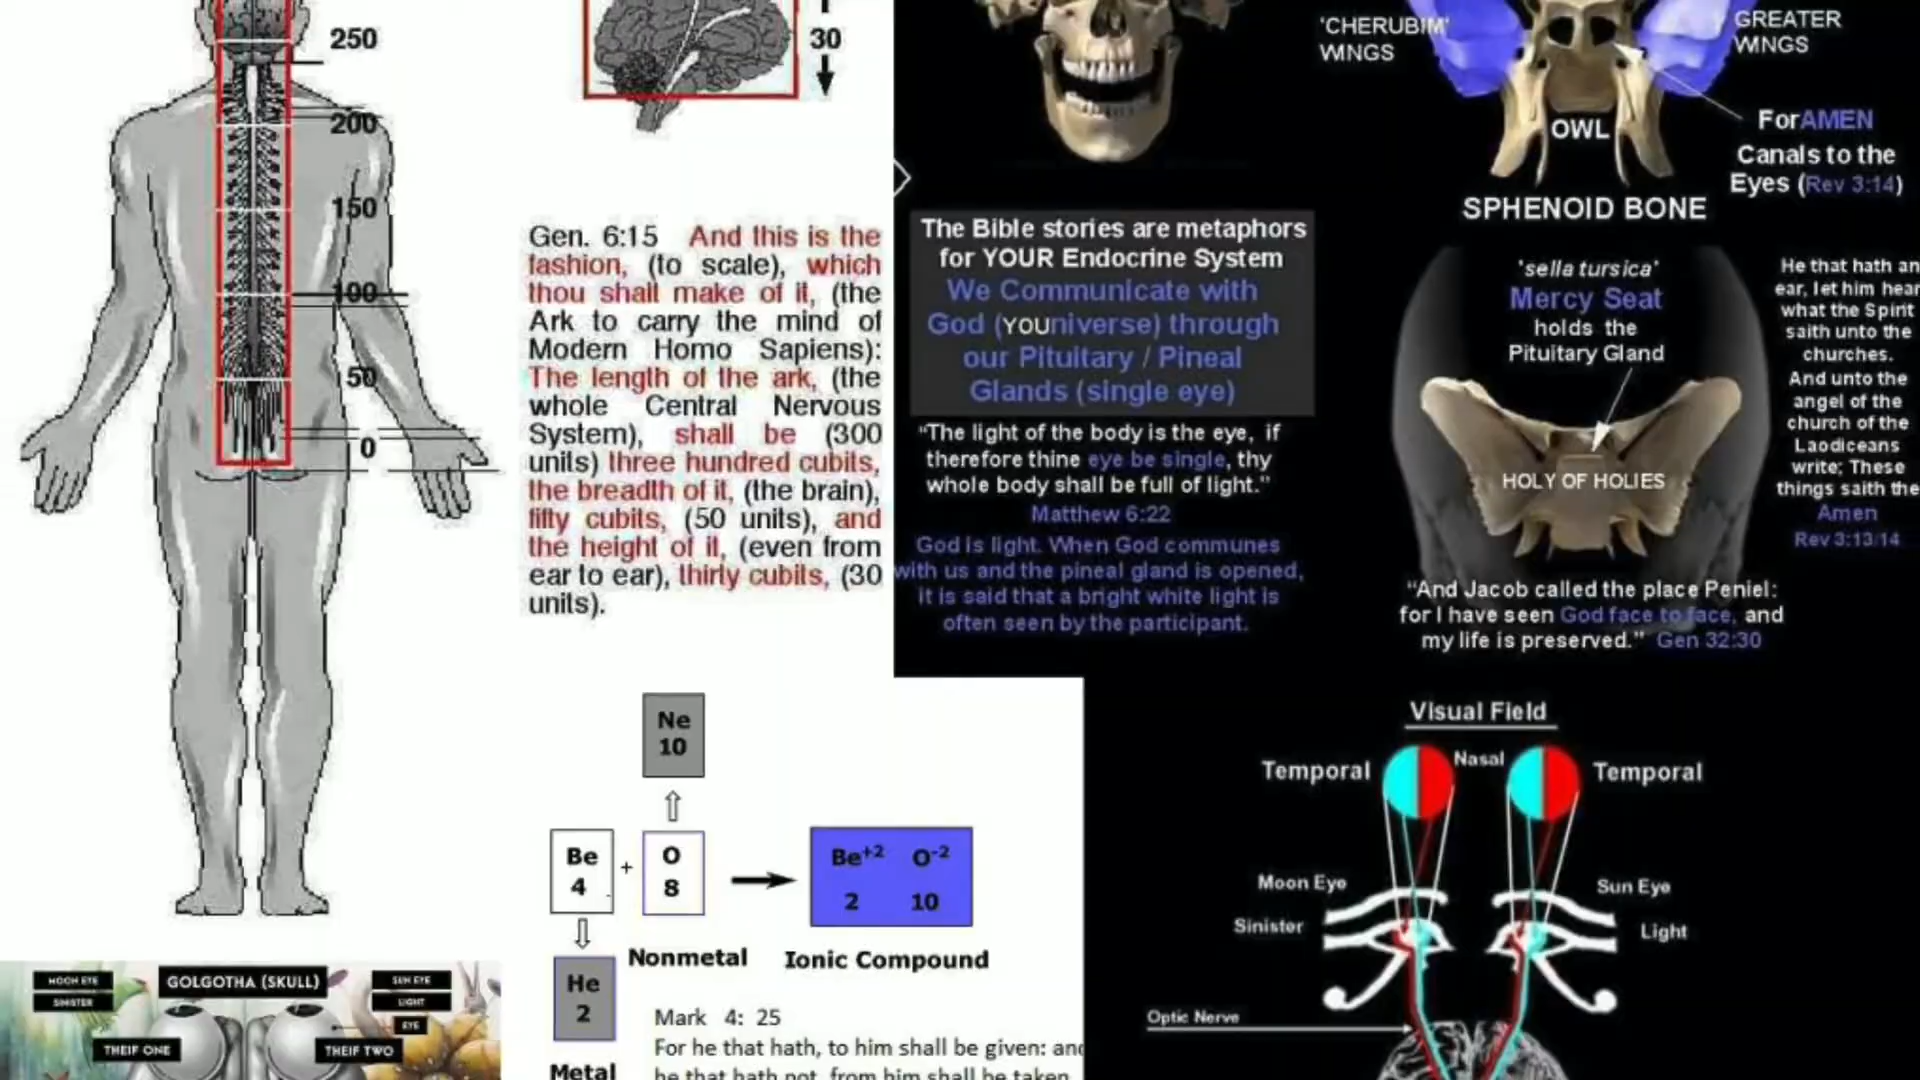 250
200
150
100
50
0
30
Gen. 6:15 And this is the
fashion, (to scale), which
thou shall make of it, (the
Ark to carry the mind of
Modern Homo Sapiens):
The length of the ark, (the
whole Central Nervous
System), shall be (300
units) three hundred cubits,
the breadth of it, (the brain),
fifty cubits, (50 units), and
the height of it, (even from
ear to ear), thirty cubits, (30
units).
'CHERUBIM'
WINGS
GREATER
WINGS
OWL
ForAMEN
Canals to the
Eyes (Rev 3:14)
SPHENOID BONE
The Bible stories are metaphors
for YOUR Endocrine System
We Communicate with
God (YOUniverse) through
our Pituitary / Pineal
Glands (single eye)
“The light of the body is the eye, if
therefore thine eye be single, thy
whole body shall be full of light.”
Matthew 6:22
God is light. When God communes
with us and the pineal gland is opened,
it is said that a bright white light is
often seen by the participant.
'sella tursica'
Mercy Seat
holds the
Pituitary Gland
HOLY OF HOLIES
He that hath an
ear, let him hear
what the Spirit
saith unto the
churches.
And unto the
angel of the
church of the
Laodiceans
write; These
things saith the
Amen
Rev 3:13/14
“And Jacob called the place Peniel:
for I have seen God face to face, and
my life is preserved.” Gen 32:30
Ne
10
Be
4
+
O
8
Be+2 O-2
2 10
Nonmetal
Ionic Compound
He
2
Metal
Mark 4: 25
For he that hath, to him shall be given: and
he that hath not, from him shall be taken
Visual Field
Temporal
Nasal
Temporal
Moon Eye
Sun Eye
Sinister
Light
Optic Nerve
MOON EYE
SINISTER
GOLGOTHA (SKULL)
SUN EYE
LIGHT
EYE
THEIF ONE
THEIF TWO